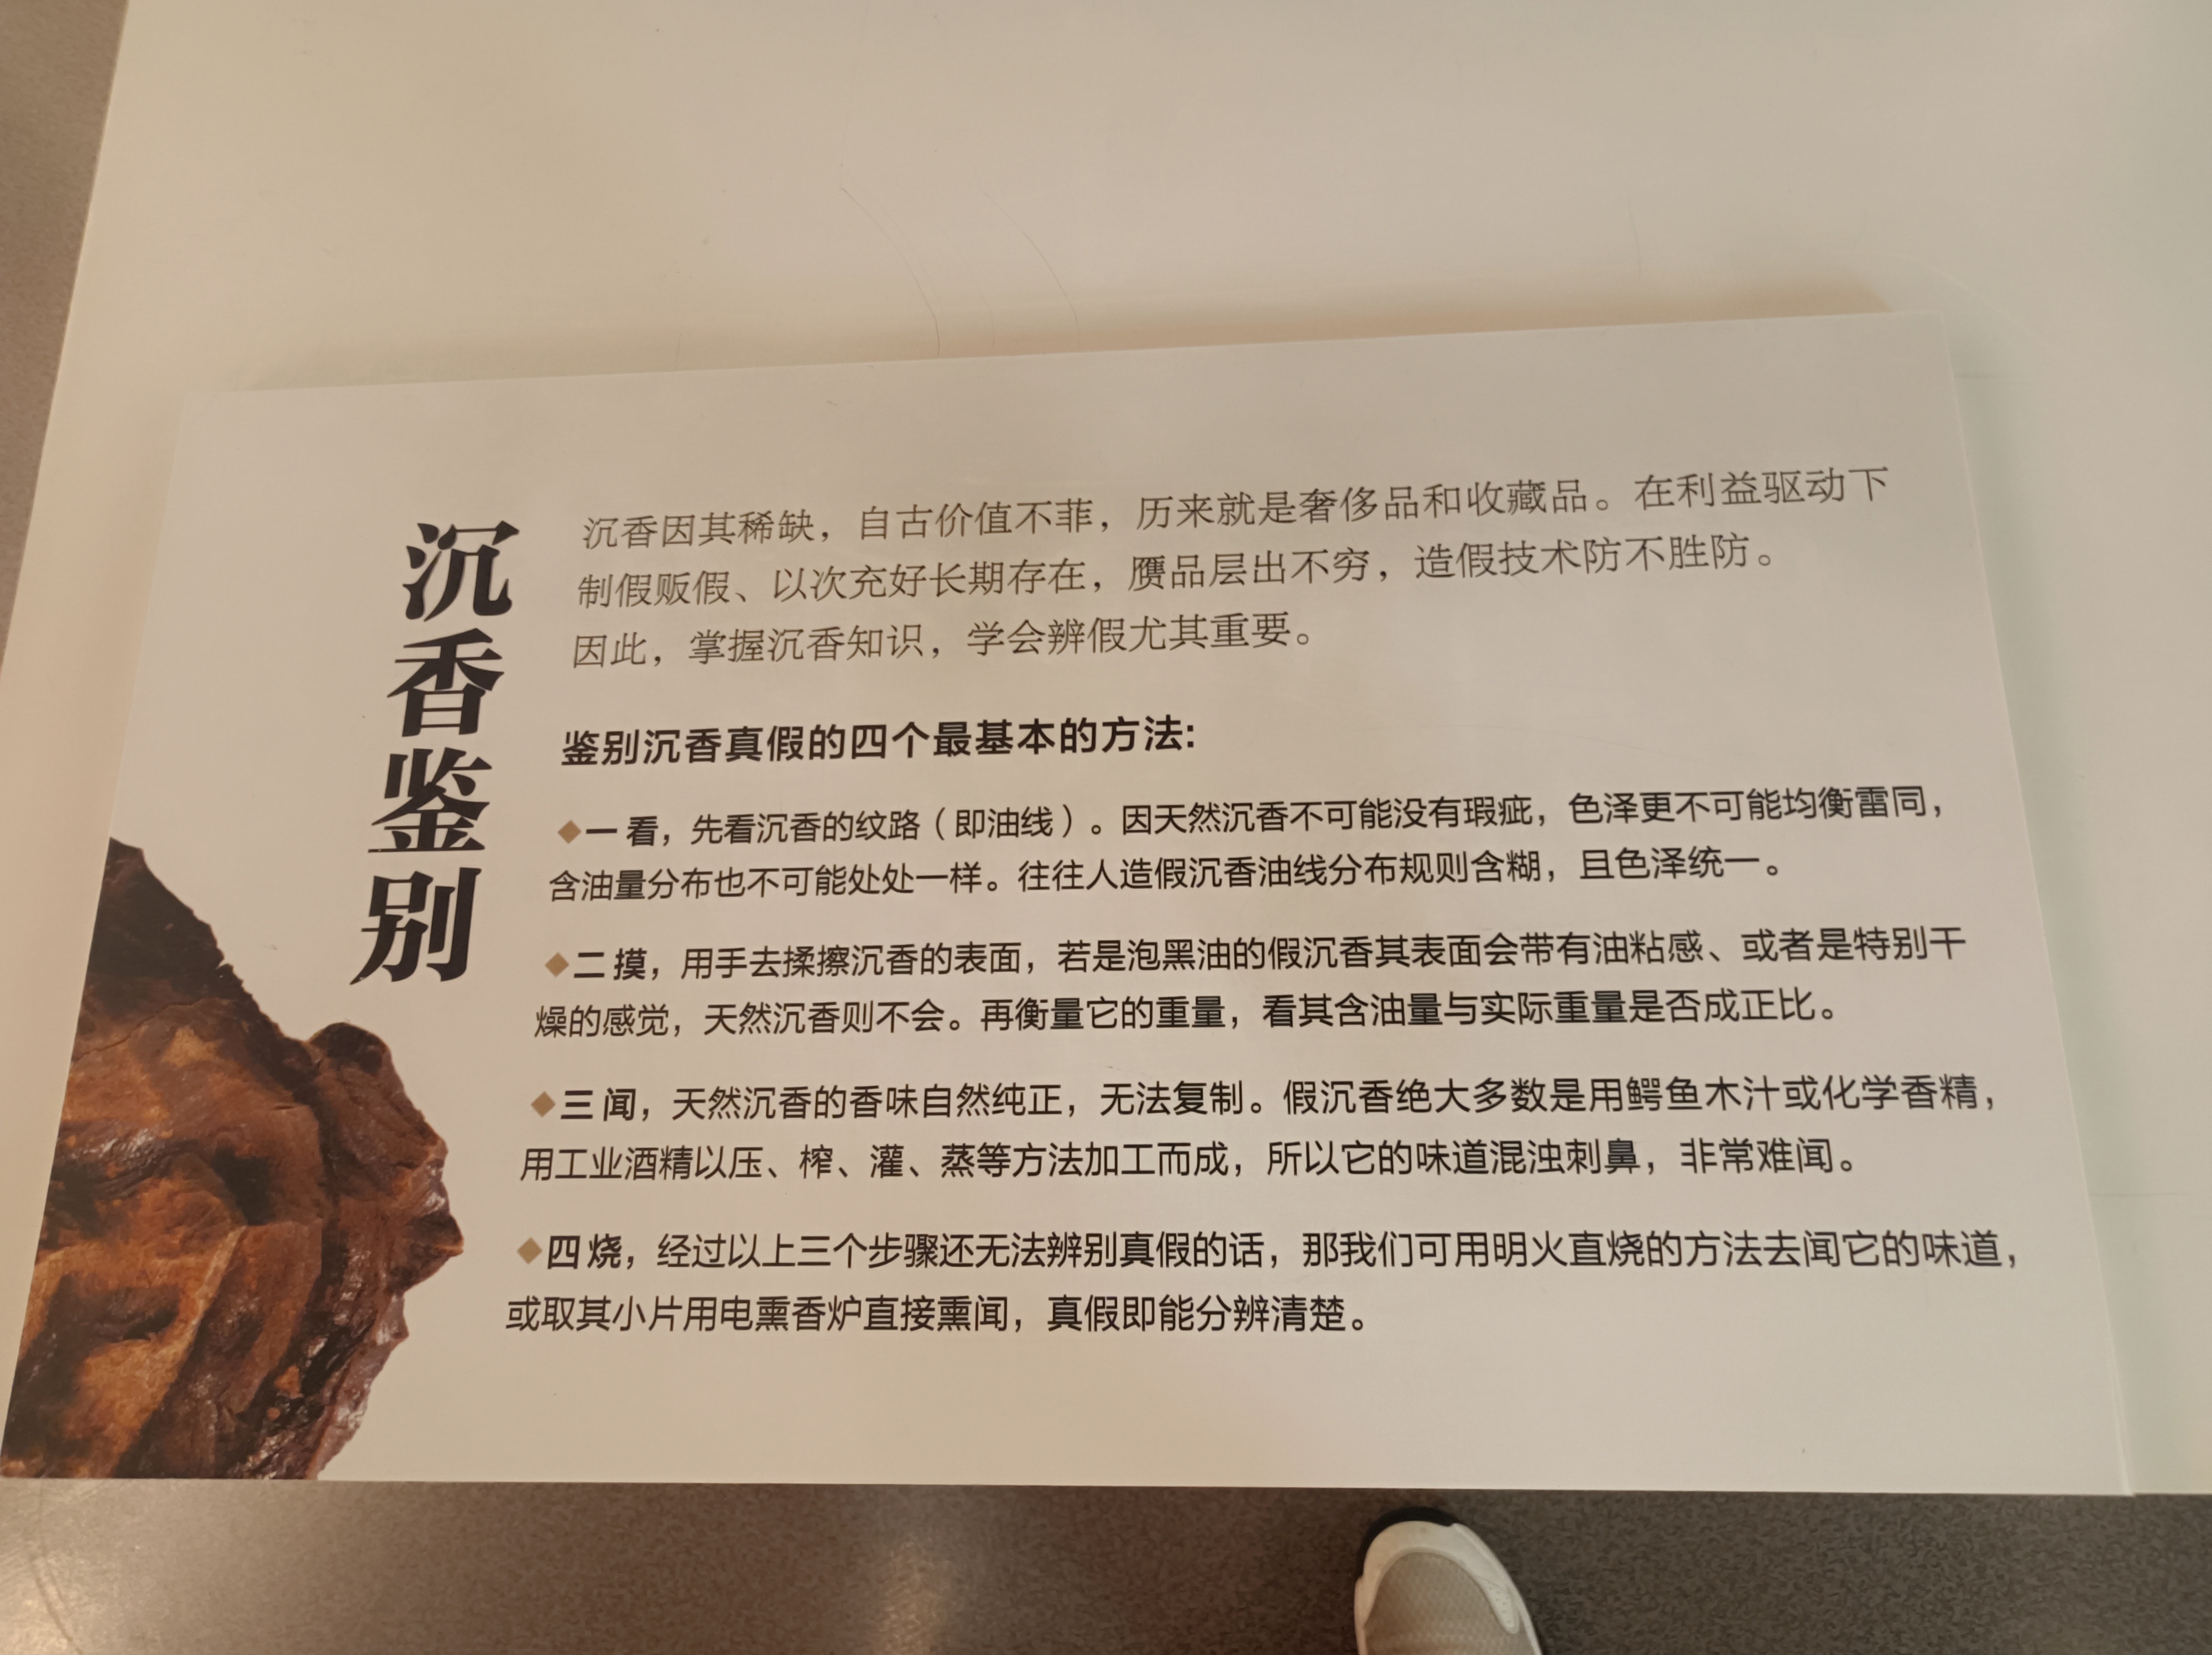 沉香鉴别
沉香因其稀缺，自古价值不菲，历来就是奢侈品和收藏品。在利益驱动下
制假贩假、以次充好长期存在，赝品层出不穷，造假技术防不胜防。
因此，掌握沉香知识，学会辨假尤其重要。
鉴别沉香真假的四个最基本的方法:
◆一看，先看沉香的纹路（即油线）。因天然沉香不可能没有瑕疵，色泽更不可能均衡雷同，
含油量分布也不可能处处一样。往往人造假沉香油线分布规则含糊，且色泽统一。
◆二摸，用手去揉擦沉香的表面，若是泡黑油的假沉香其表面会带有油粘感、或者是特别干
燥的感觉，天然沉香则不会。再衡量它的重量，看其含油量与实际重量是否成正比。
◆三闻，天然沉香的香味自然纯正，无法复制。假沉香绝大多数是用鳄鱼木汁或化学香精，
用工业酒精以压、榨、灌、蒸等方法加工而成，所以它的味道混浊刺鼻，非常难闻。
◆四烧，经过以上三个步骤还无法辨别真假的话，那我们可用明火直烧的方法去闻它的味道，
或取其小片用电熏香炉直接熏闻，真假即能分辨清楚。